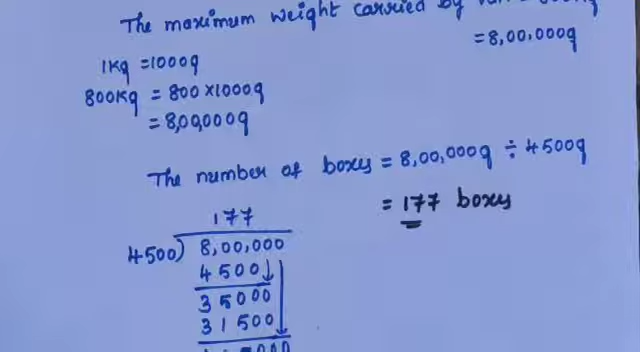 The maximum weight carried by
= 8,00,000g
1Kg = 1000g
800Kg = 800 × 1000g
= 8,00,000g
The number of boxes = 8,00,000g ÷ 4500g
= 177 boxes
177
4500) 8,00,000
4500↓
35000
31500